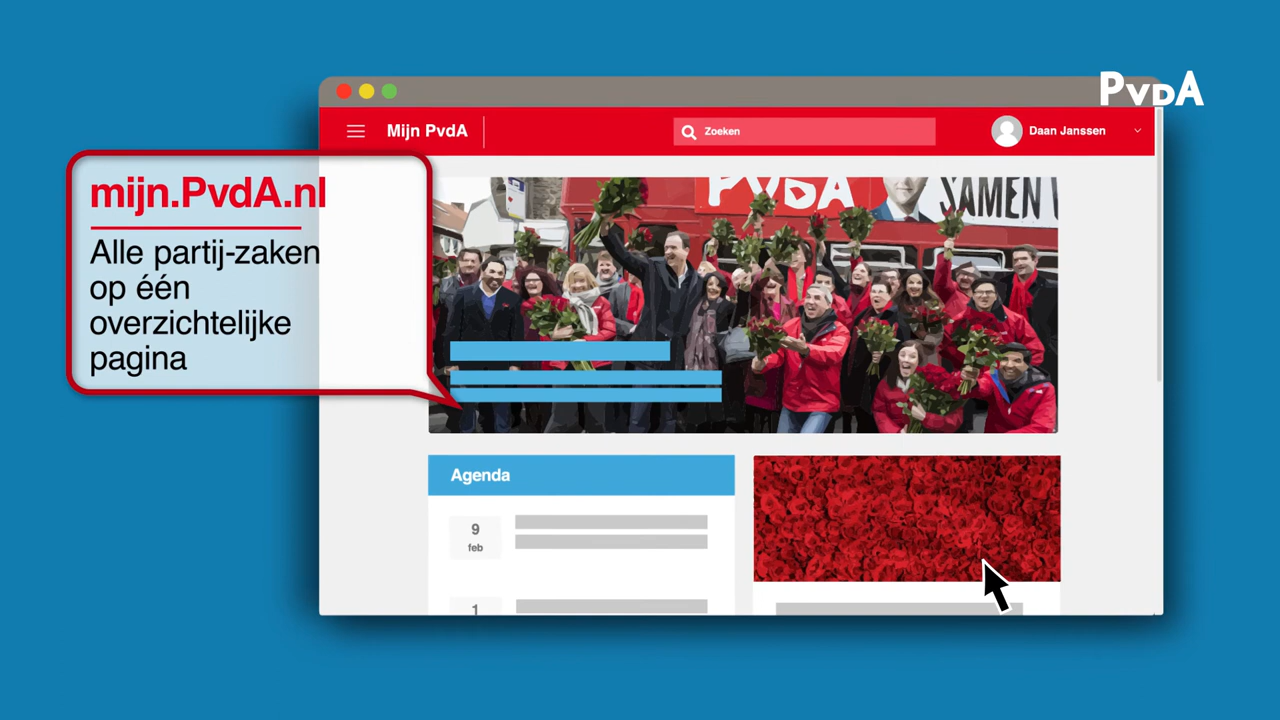 PvdA
Mijn PvdA
Zoeken
Daan Janssen
mijn.PvdA.nl
Alle partij-zaken
op één
overzichtelijke
pagina
PVDA
SAMEN
Agenda
9
feb
1